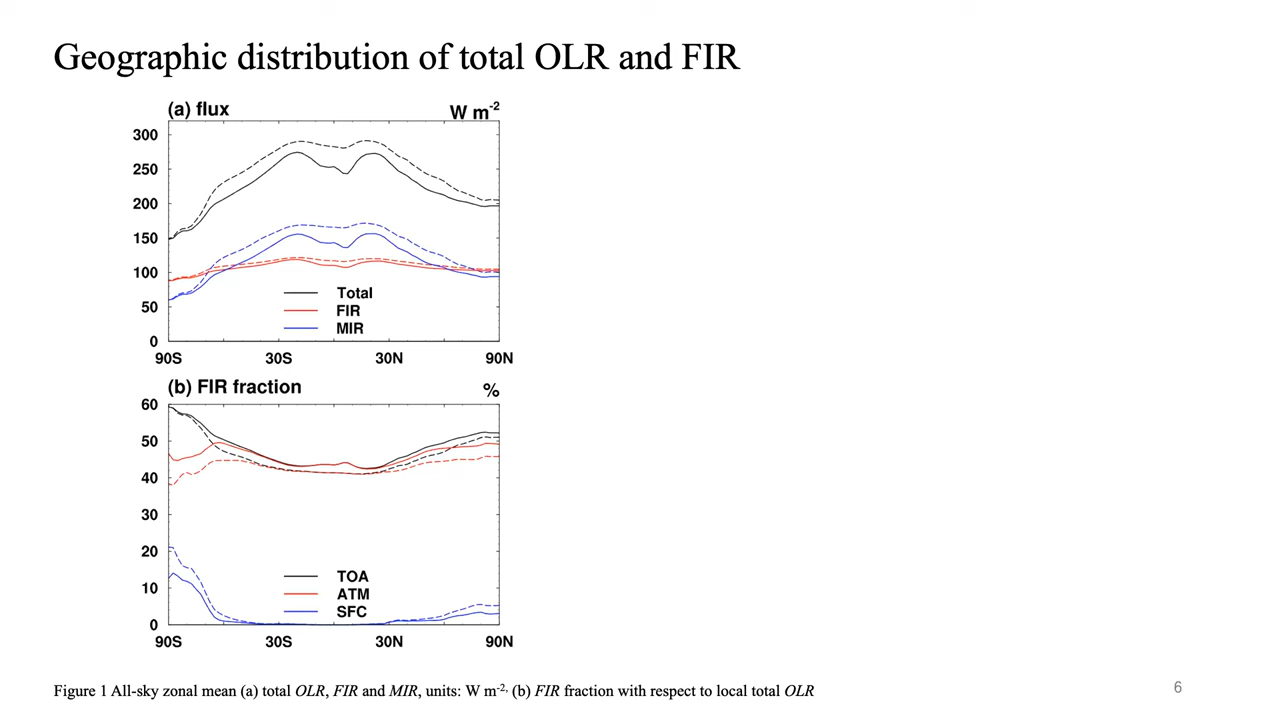 Geographic distribution of total OLR and FIR
(a) flux W m-2
300
250
200
150
100
50
0
Total
FIR
MIR
90S 30S 30N 90N
(b) FIR fraction %
60
50
40
30
20
10
0
TOA
ATM
SFC
90S 30S 30N 90N
Figure 1 All-sky zonal mean (a) total OLR, FIR and MIR, units: W m-2, (b) FIR fraction with respect to local total OLR
6